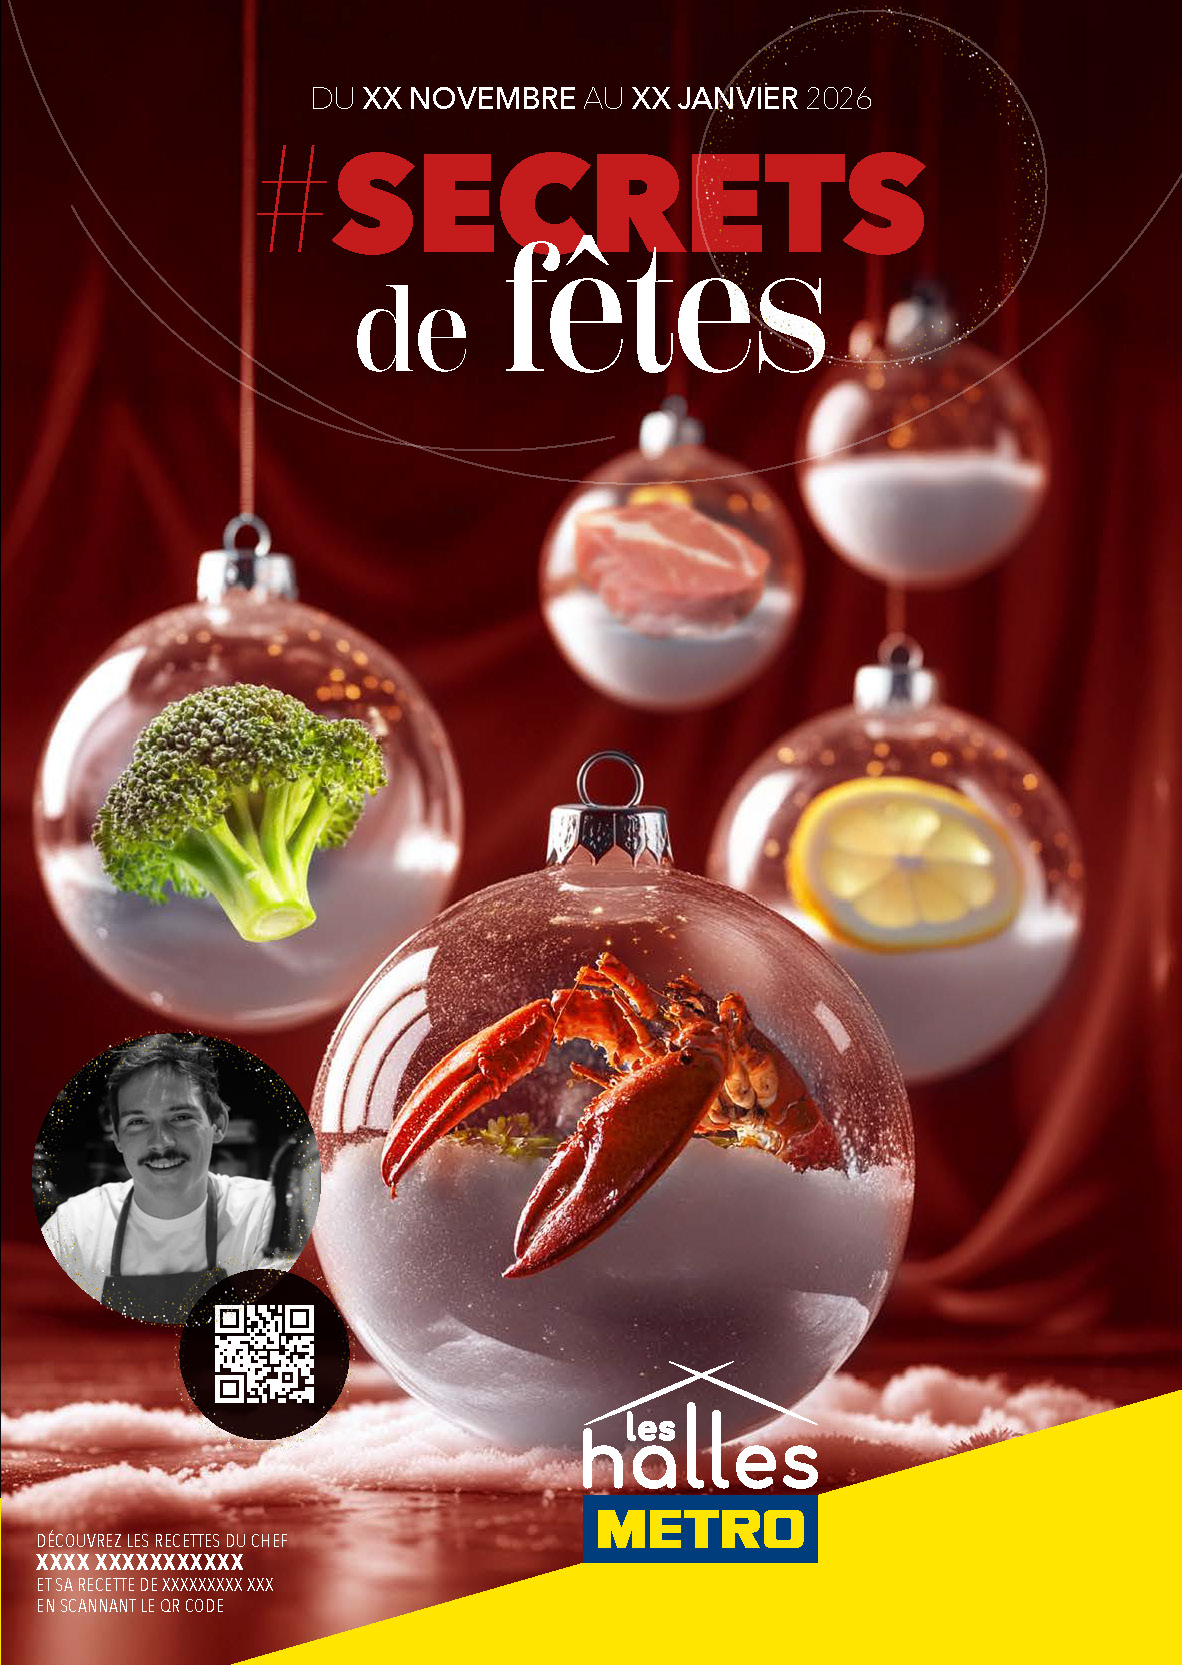 DU XX NOVEMBRE AU XX JANVIER 2026
#SECRETS
de fêtes
les
halles
METRO
DÉCOUVREZ LES RECETTES DU CHEF
XXXX XXXXXXXXXXX
ET SA RECETTE DE XXXXXXXXX XXX
EN SCANNANT LE QR CODE